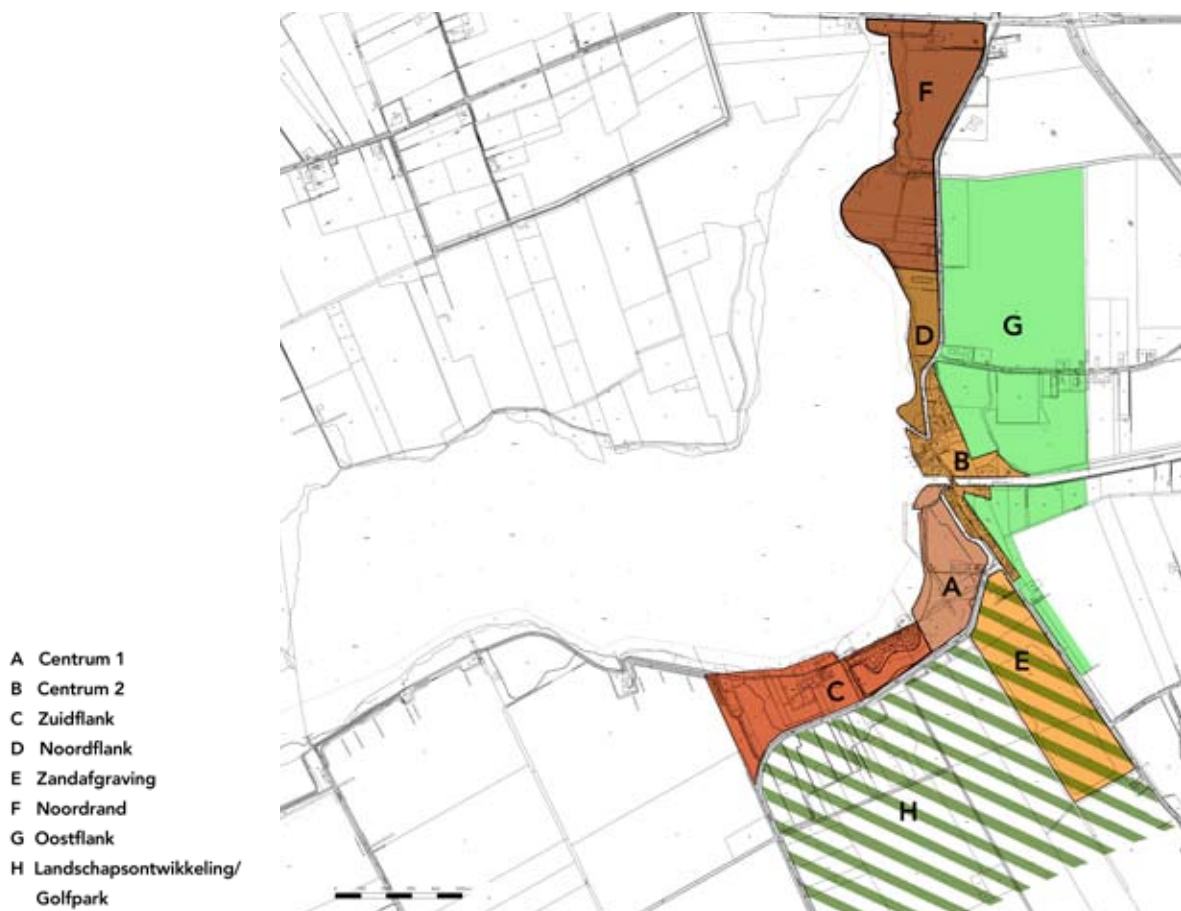 F
G
D
B
A
E
C
H
A Centrum 1
B Centrum 2
C Zuidflank
D Noordflank
E Zandafgraving
F Noordrand
G Oostflank
H Landschapsontwikkeling/
Golfpark